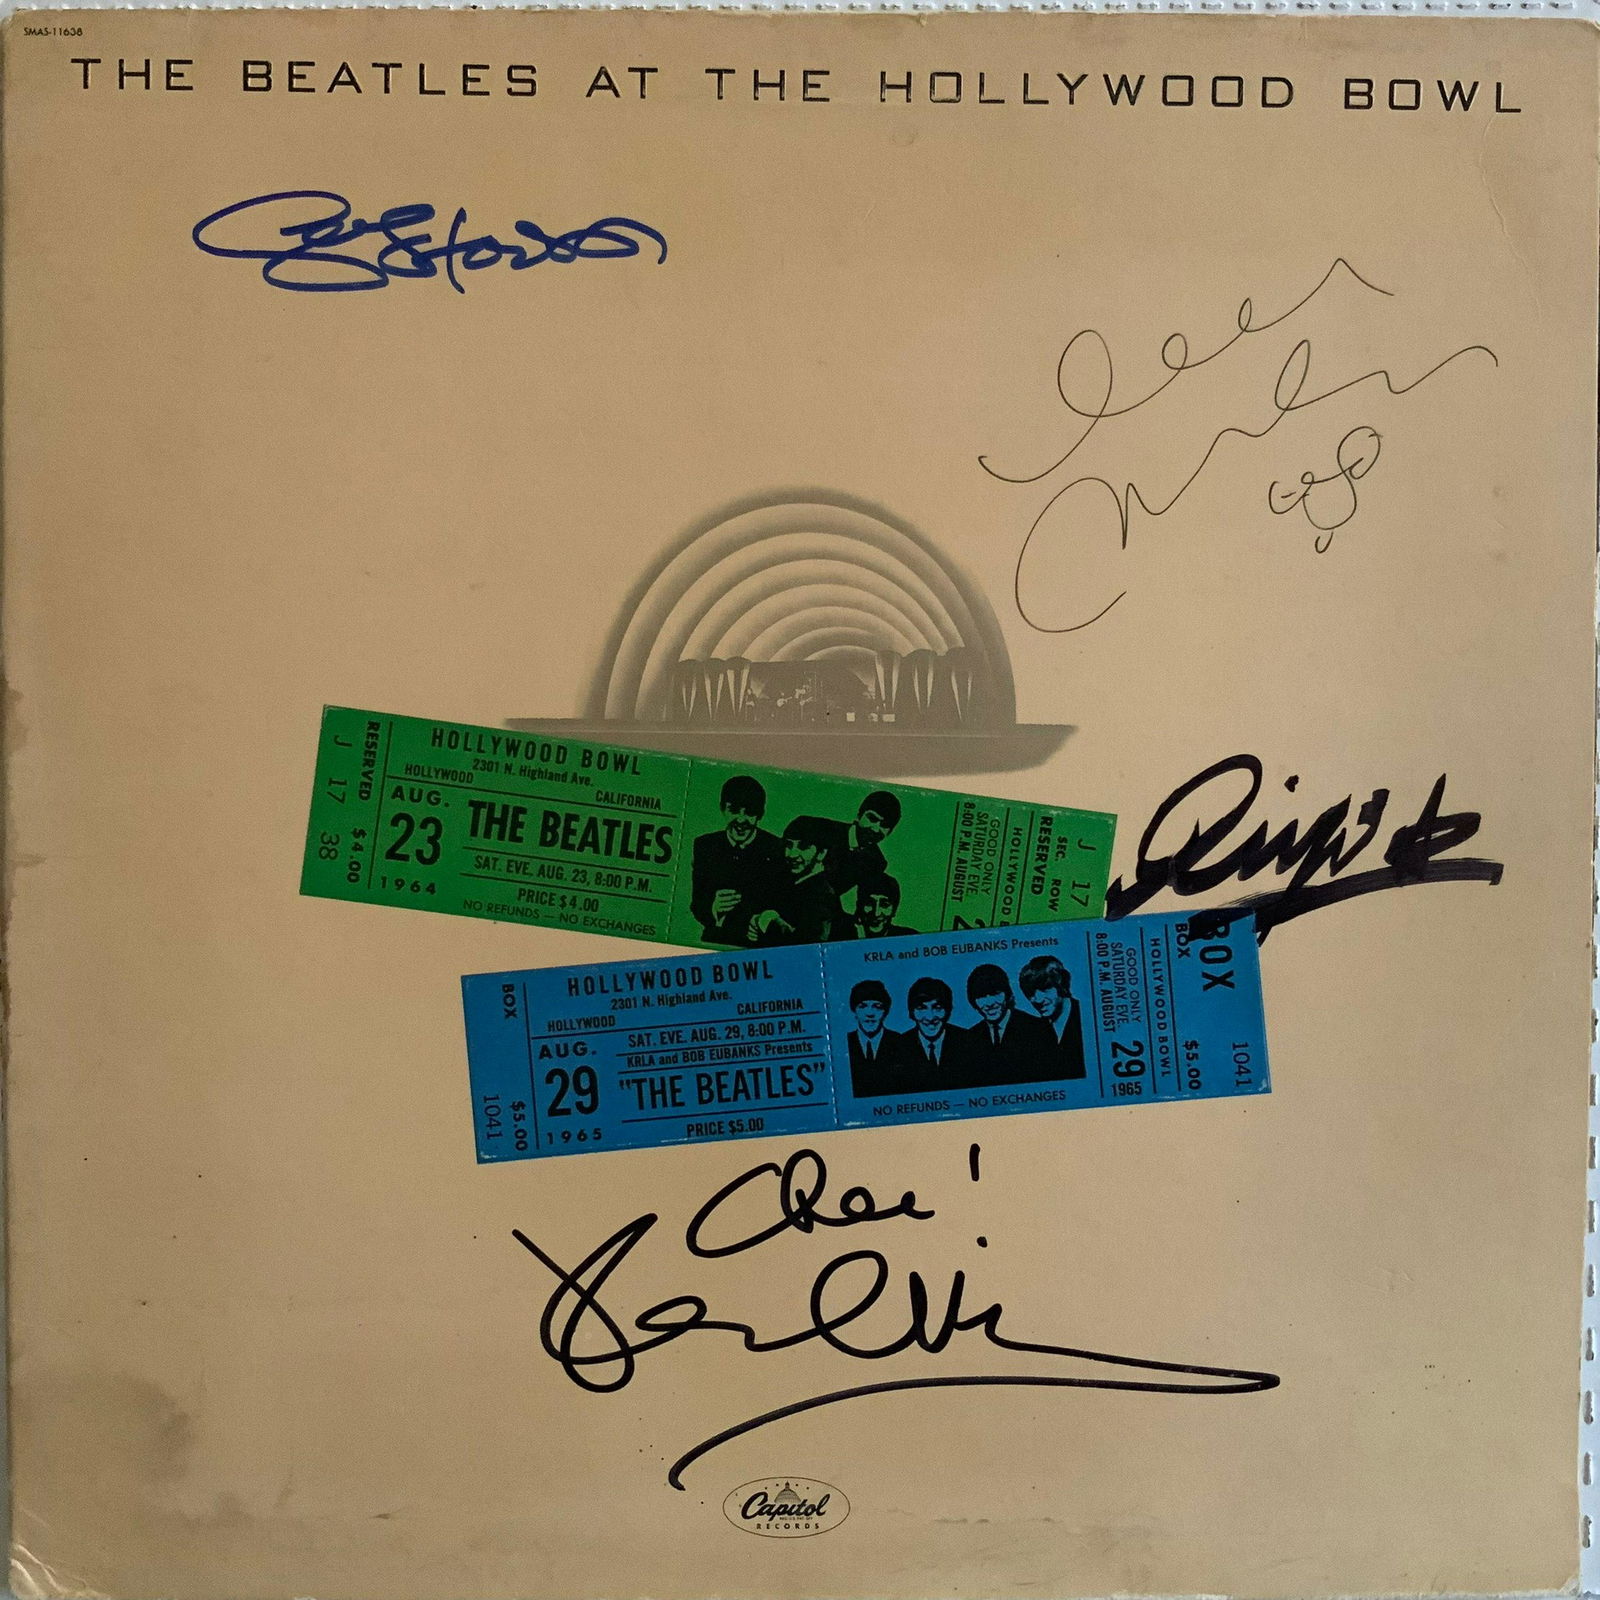 SMAS-11638
THE BEATLES AT THE HOLLYWOOD BOWL
RESERVED
J 17 38
$4.00
HOLLYWOOD BOWL
2301 N. Highland Ave.
HOLLYWOOD CALIFORNIA
AUG.
23
1964
THE BEATLES
SAT. EVE. AUG. 23, 8:00 P.M.
PRICE $4.00
NO REFUNDS — NO EXCHANGES
GOOD ONLY
SATURDAY EVE.
8:00 P.M. AUGUST
HOLLYWOOD B
RESERVED
SEC. ROW
J 17
Ringo
BOX
1041
$5.00
HOLLYWOOD BOWL
2301 N. Highland Ave.
HOLLYWOOD CALIFORNIA
AUG.
29
1965
SAT. EVE. AUG. 29, 8:00 P.M.
KRLA and BOB EUBANKS Presents
"THE BEATLES"
PRICE $5.00
KRLA and BOB EUBANKS Presents
NO REFUNDS — NO EXCHANGES
GOOD ONLY
SATURDAY EVE.
8:00 P.M. AUGUST
29
1965
HOLLYWOOD BOWL
BOX
$5.00
BOX
1041
Capitol
RECORDS